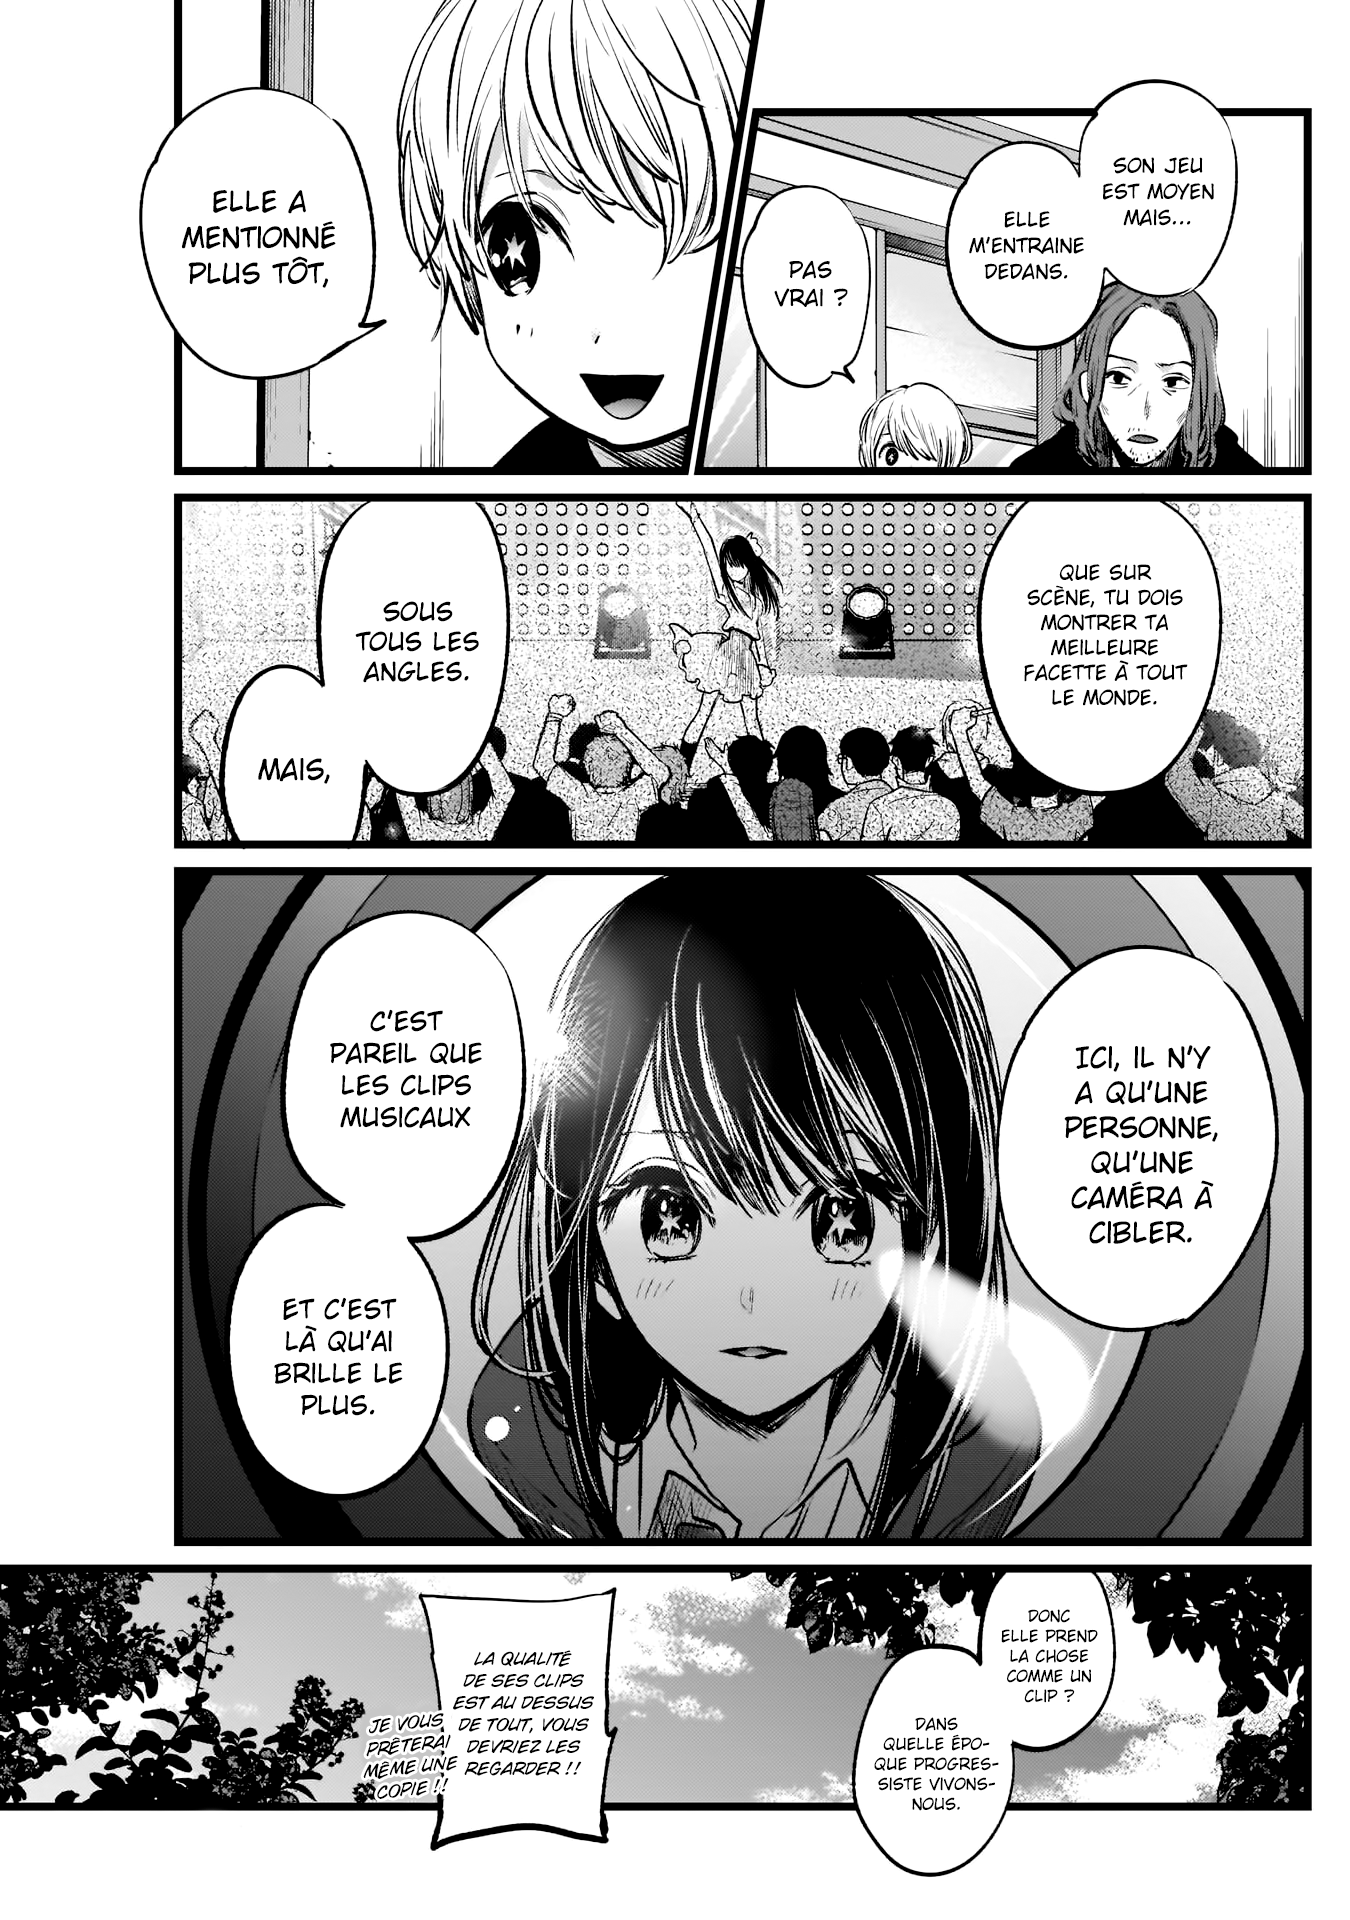 SON JEU
EST MOYEN
MAIS...
ELLE
M'ENTRAINE
DEDANS.
PAS
VRAI ?
ELLE A
MENTIONNÉ
PLUS TÔT,
QUE SUR
SCÈNE, TU DOIS
MONTRER TA
MEILLEURE
FACETTE À TOUT
LE MONDE.
SOUS
TOUS LES
ANGLES.
MAIS,
ICI, IL N'Y
A QU'UNE
PERSONNE,
QU'UNE
CAMÉRA À
CIBLER.
C'EST
PAREIL QUE
LES CLIPS
MUSICAUX
ET C'EST
LÀ QU'AI
BRILLE LE
PLUS.
DONC
ELLE PREND
LA CHOSE
COMME UN
CLIP ?
DANS
QUELLE ÉPO-
QUE PROGRES-
SISTE VIVONS-
NOUS.
LA QUALITÉ
DE SES CLIPS
EST AU DESSUS
DE TOUT, VOUS
DEVRIEZ LES
REGARDER !!
JE VOUS
PRÊTERAI
MÊME UNE
COPIE !!